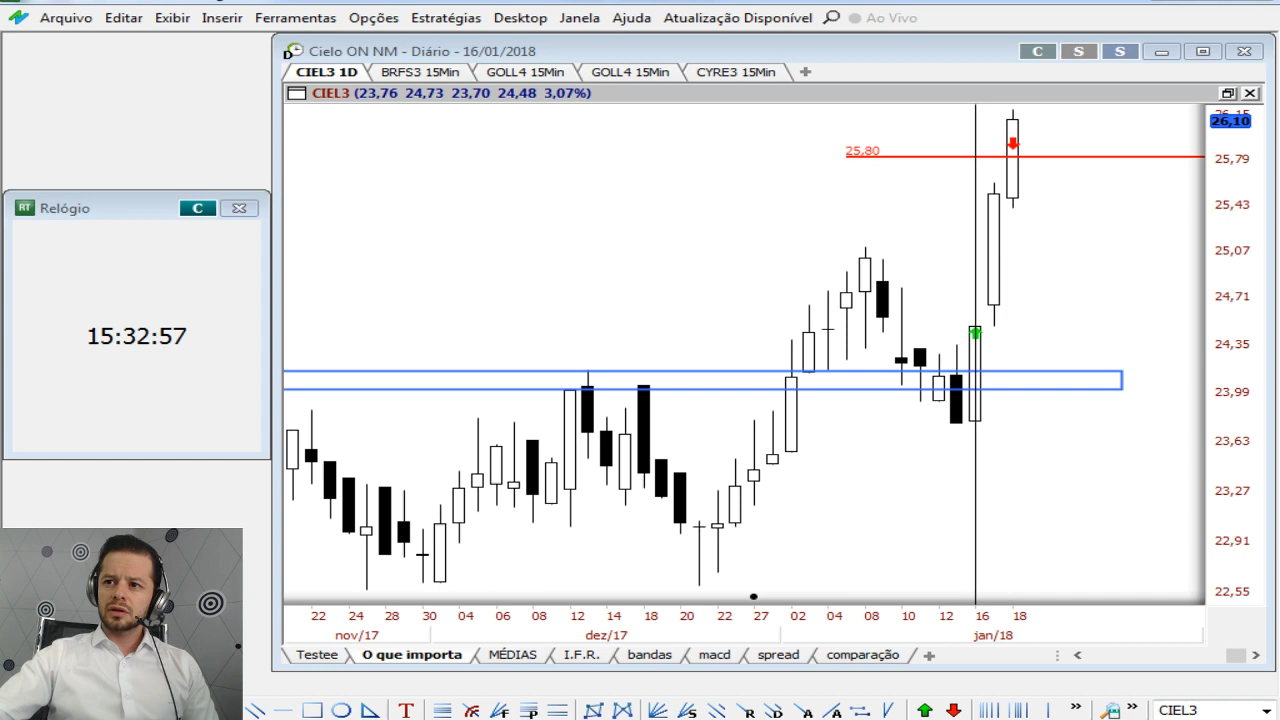 Arquivo Editar Exibir Inserir Ferramentas Opções Estratégias Desktop Janela Ajuda Atualização Disponível Ao Vivo
D Cielo ON NM - Diário - 16/01/2018 C S S
CIEL3 1D BRFS3 15Min GOLL4 15Min GOLL4 15Min CYRE3 15Min
CIEL3 (23,76 24,73 23,70 24,48 3,07%)
26,10
25,80
25,79
25,43
25,07
24,71
24,35
23,99
23,63
23,27
22,91
22,55
RT Relógio C
15:32:57
22 24 28 30 04 06 08 12 14 18 20 22 27 02 04 08 10 12 16 18
nov/17 dez/17 jan/18
Testee O que importa MÉDIAS I.F.R. bandas macd spread comparação
T F P S R D A A CIEL3